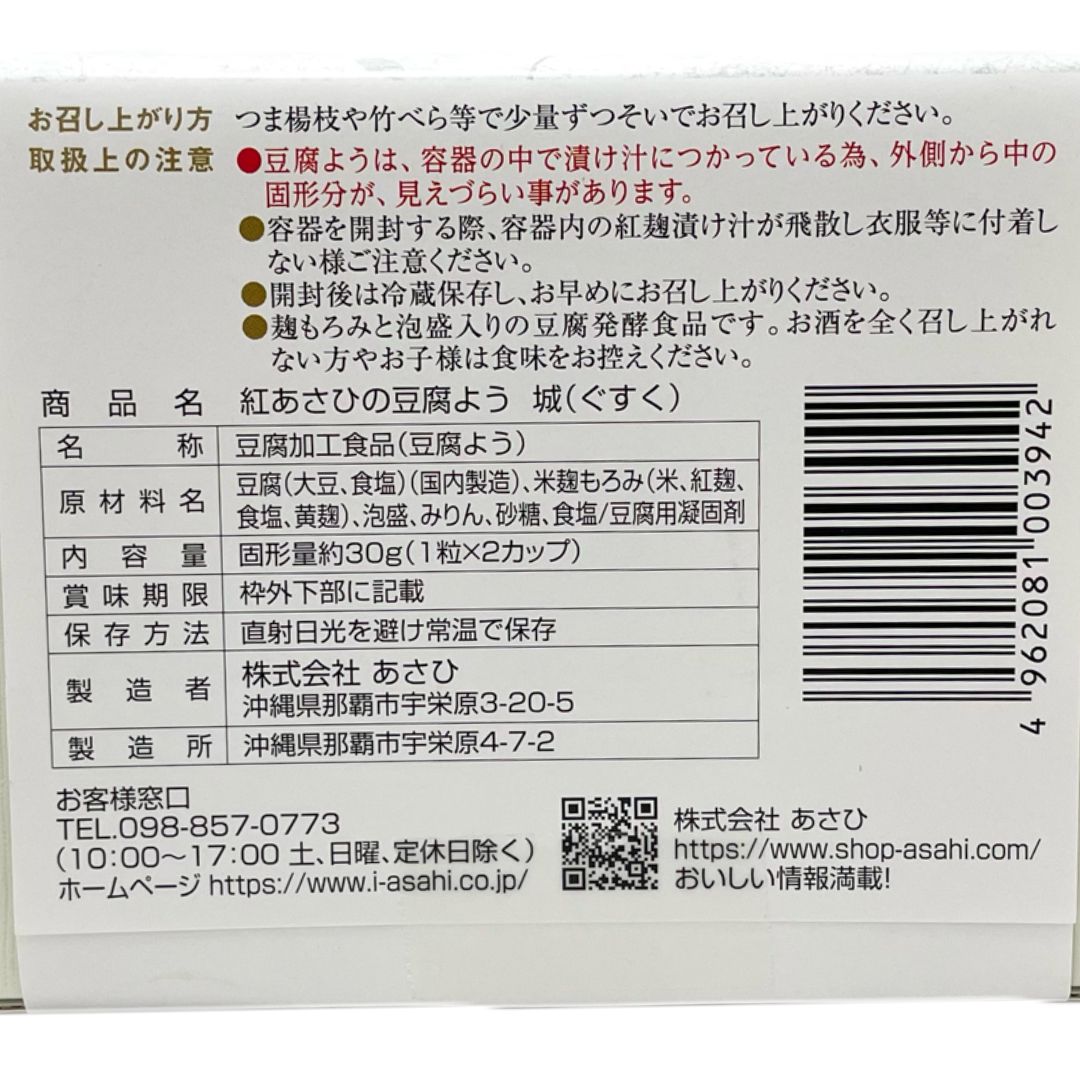 お召し上がり方 つま楊枝や竹べら等で少量ずつそいでお召し上がりください。
取扱上の注意 ●豆腐ようは、容器の中で漬け汁につかっている為、外側から中の
固形分が、見えづらい事があります。
●容器を開封する際、容器内の紅麹漬け汁が飛散し衣服等に付着し
ない様ご注意ください。
●開封後は冷蔵保存し、お早めにお召し上がりください。
●麹もろみと泡盛入りの豆腐発酵食品です。お酒を全く召し上がれ
ない方やお子様は食味をお控えください。
商品名 紅あさひの豆腐よう 城(ぐすく)
名称 豆腐加工食品(豆腐よう)
原材料名 豆腐(大豆、食塩)(国内製造)、米麹もろみ(米、紅麹、
食塩、黄麹)、泡盛、みりん、砂糖、食塩/豆腐用凝固剤
内容量 固形量約30g(1粒×2カップ)
賞味期限 枠外下部に記載
保存方法 直射日光を避け常温で保存
製造者 株式会社 あさひ
沖縄県那覇市宇栄原3-20-5
製造所 沖縄県那覇市宇栄原4-7-2
4 962081 003942
お客様窓口
TEL.098-857-0773
(10:00～17:00 土、日曜、定休日除く)
ホームページ https://www.i-asahi.co.jp/
株式会社 あさひ
https://www.shop-asahi.com/
おいしい情報満載!